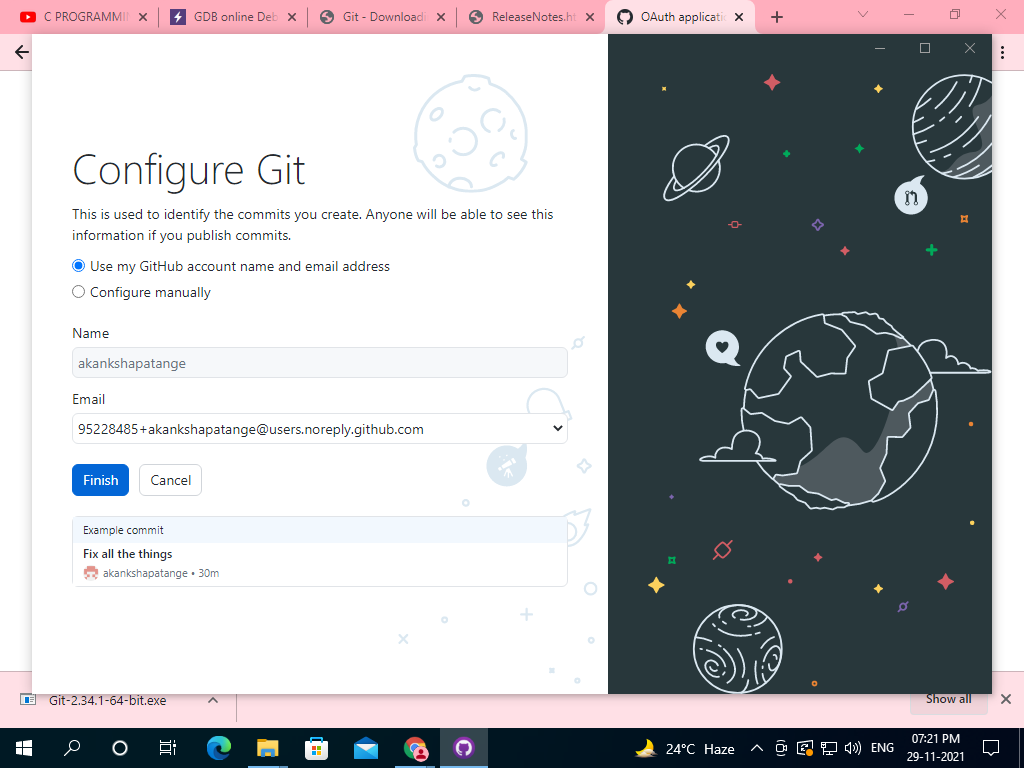 C PROGRAMMI
GDB online Deb
Git - Downloadi
ReleaseNotes.ht
OAuth applicati
Configure Git
This is used to identify the commits you create. Anyone will be able to see this
information if you publish commits.
Use my GitHub account name and email address
Configure manually
Name
akankshapatange
Email
95228485+akankshapatange@users.noreply.github.com
Finish
Cancel
Example commit
Fix all the things
akankshapatange • 30m
Git-2.34.1-64-bit.exe
Show all
24°C Haze
ENG
07:21 PM
29-11-2021